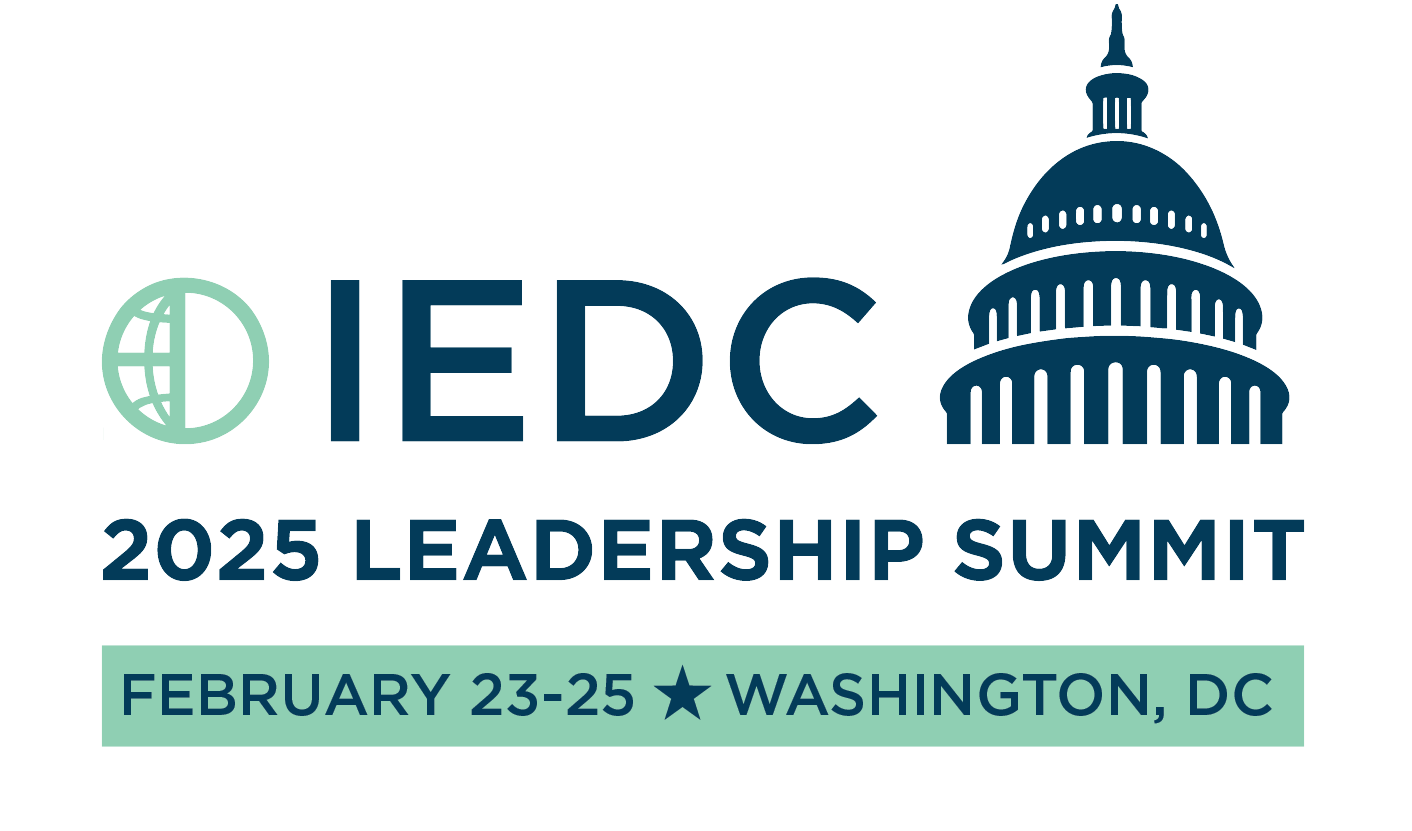 IEDC
2025 LEADERSHIP SUMMIT
FEBRUARY 23-25 ★ WASHINGTON, DC